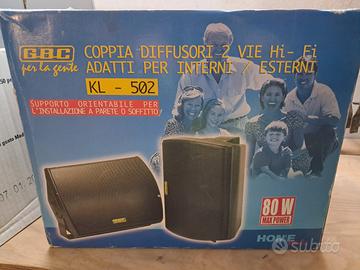 GBC
per la gente
COPPIA DIFFUSORI 2 VIE Hi-Fi
ADATTI PER INTERNI / ESTERNI
KL - 502
SUPPORTO ORIENTABILE PER
L'INSTALLAZIONE A PARETE O SOFFITTO!
80 W
MAX POWER
HOME
subito